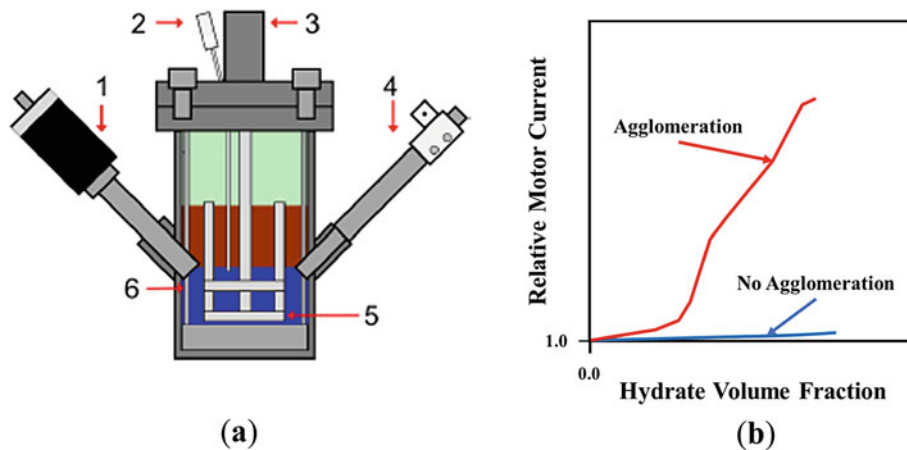 2
3
1
4
6
5
(a)
Relative Motor Current
Agglomeration
No Agglomeration
1.0
0.0
Hydrate Volume Fraction
(b)